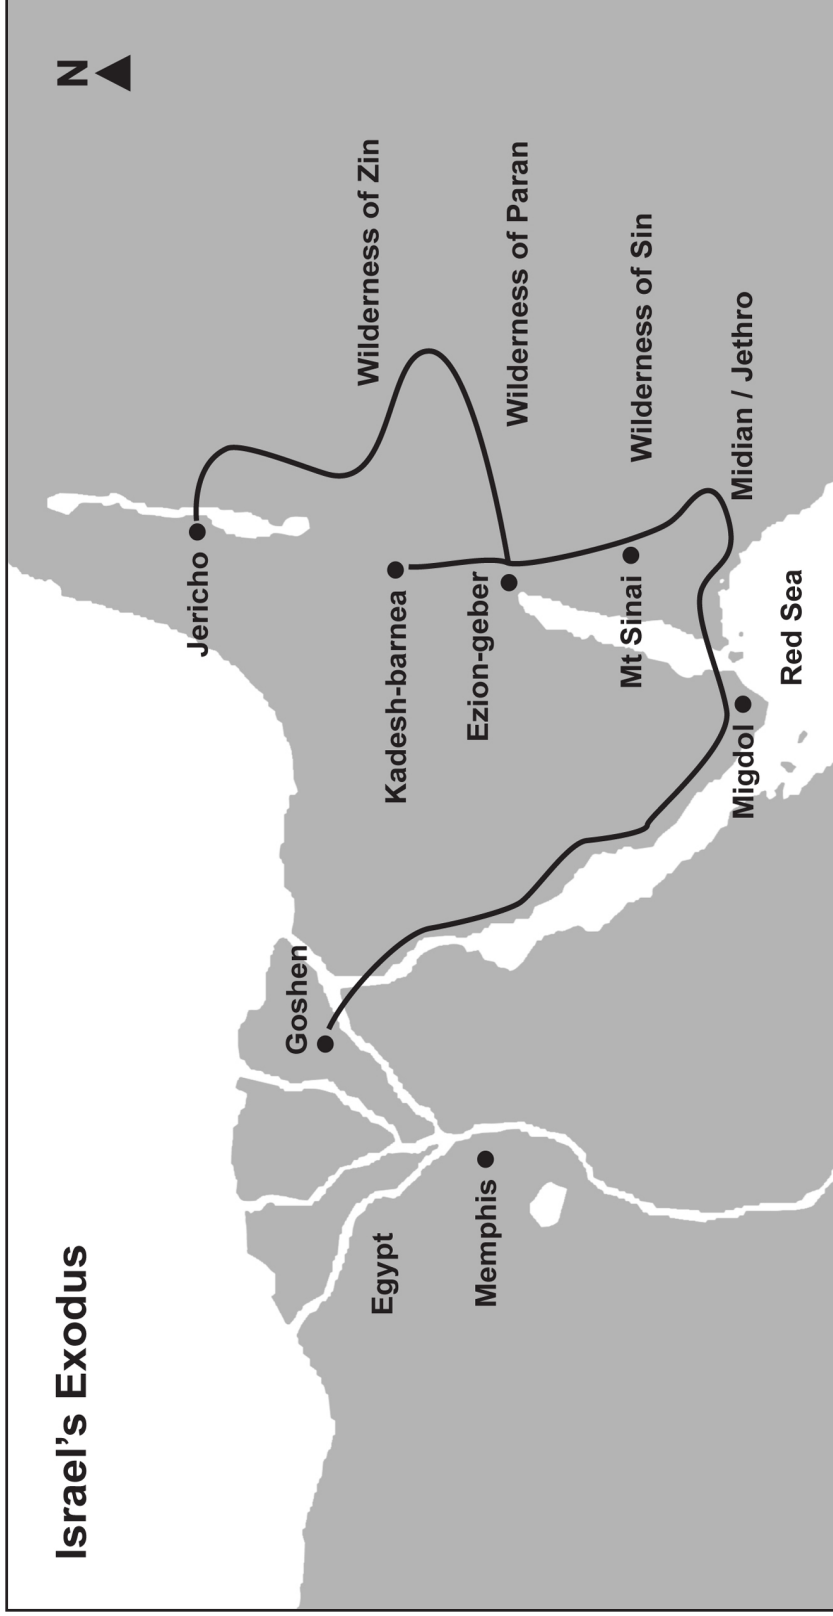 Israel’s Exodus
N
Jericho
Wilderness of Zin
Goshen
Kadesh-barnea
Egypt
Ezion-geber
Wilderness of Paran
Memphis
Mt Sinai
Wilderness of Sin
Migdol
Midian / Jethro
Red Sea